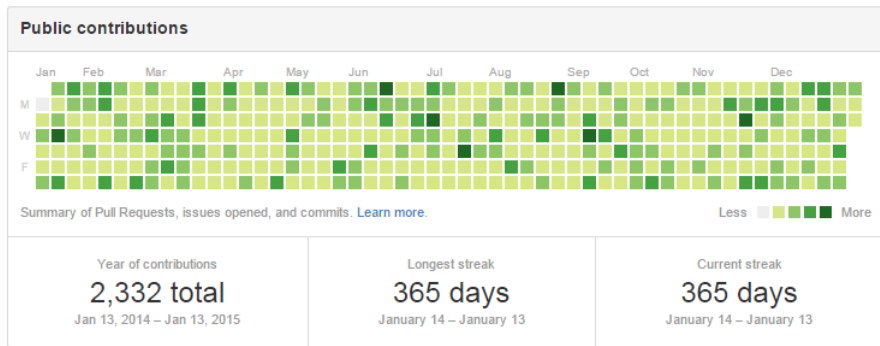 Public contributions
Jan Feb Mar Apr May Jun Jul Aug Sep Oct Nov Dec
M
W
F
Summary of Pull Requests, issues opened, and commits. Learn more.
Less More
Year of contributions
2,332 total
Jan 13, 2014 – Jan 13, 2015
Longest streak
365 days
January 14 – January 13
Current streak
365 days
January 14 – January 13